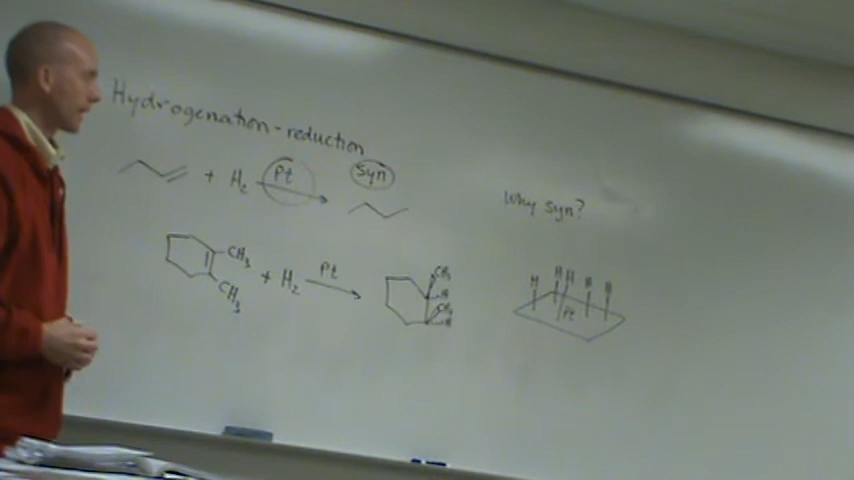 Hydrogenation - reduction
+ H₂ Pt Syn
CH₃
CH₃ + H₂ Pt
CH₃
H
CH₃
H
Why syn?
H H H H H
Pt